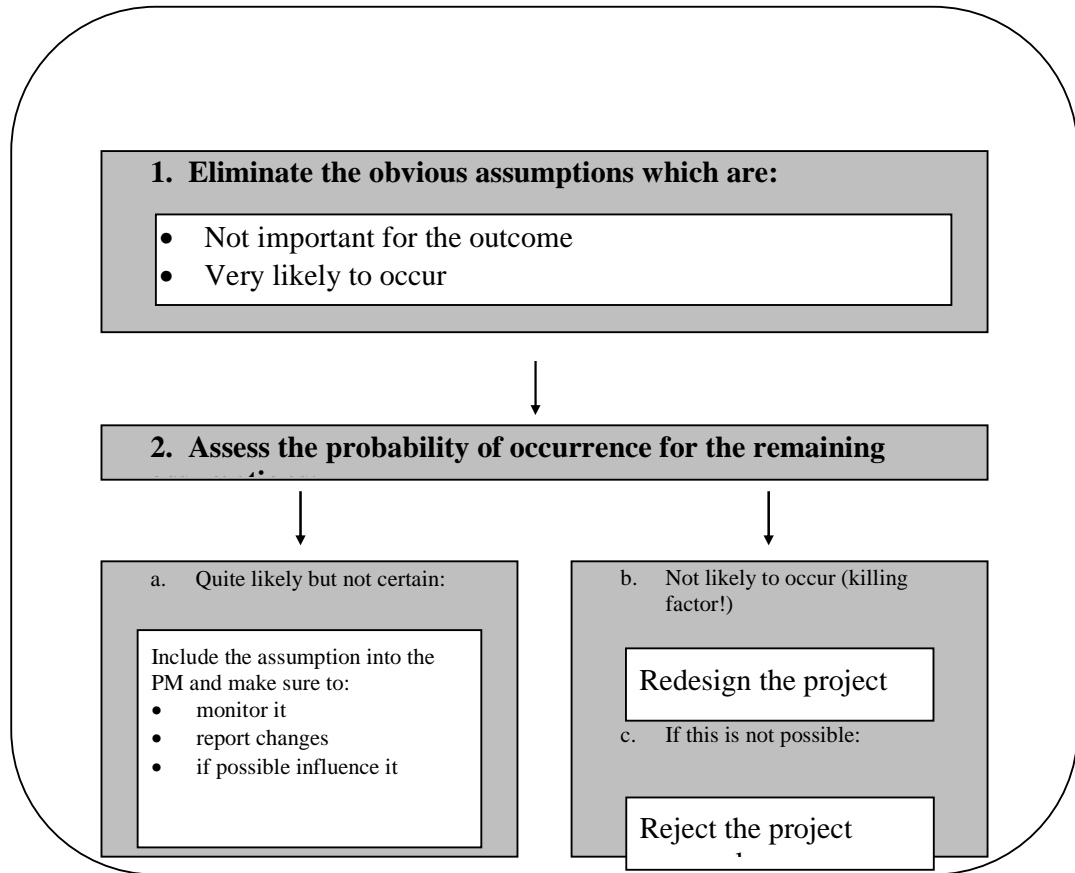 1. Eliminate the obvious assumptions which are:
• Not important for the outcome
• Very likely to occur
2. Assess the probability of occurrence for the remaining
a. Quite likely but not certain:
Include the assumption into the
PM and make sure to:
• monitor it
• report changes
• if possible influence it
b. Not likely to occur (killing
factor!)
Redesign the project
c. If this is not possible:
Reject the project